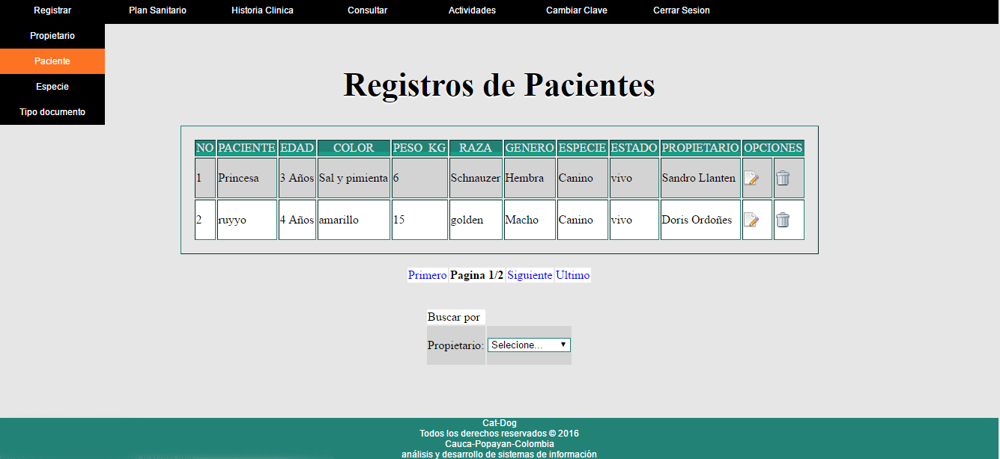 Registrar Plan Sanitario Historia Clinica Consultar Actividades Cambiar Clave Cerrar Sesion
Propietario
Paciente
Especie
Tipo documento
Registros de Pacientes
NO PACIENTE EDAD COLOR PESO KG RAZA GENERO ESPECIE ESTADO PROPIETARIO OPCIONES
1 Princesa 3 Años Sal y pimienta 6 Schnauzer Hembra Canino vivo Sandro Llanten
2 ruyyo 4 Años amarillo 15 golden Macho Canino vivo Doris Ordoñes
Primero Pagina 1/2 Siguiente Ultimo
Buscar por
Propietario: Selecione...
Cat-Dog
Todos los derechos reservados © 2016
Cauca-Popayan-Colombia
análisis y desarrollo de sistemas de información